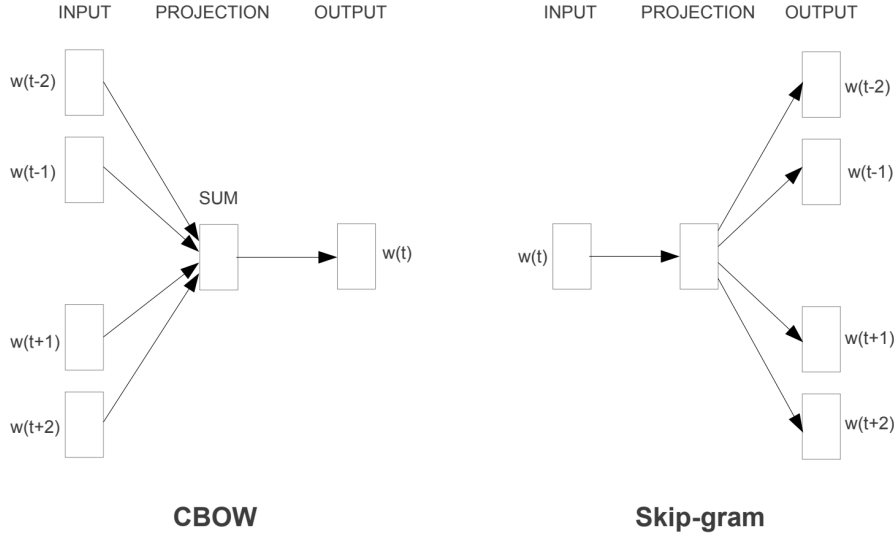 INPUT PROJECTION OUTPUT
w(t-2)
w(t-1)
SUM
w(t)
w(t+1)
w(t+2)
CBOW
INPUT PROJECTION OUTPUT
w(t-2)
w(t-1)
w(t)
w(t+1)
w(t+2)
Skip-gram